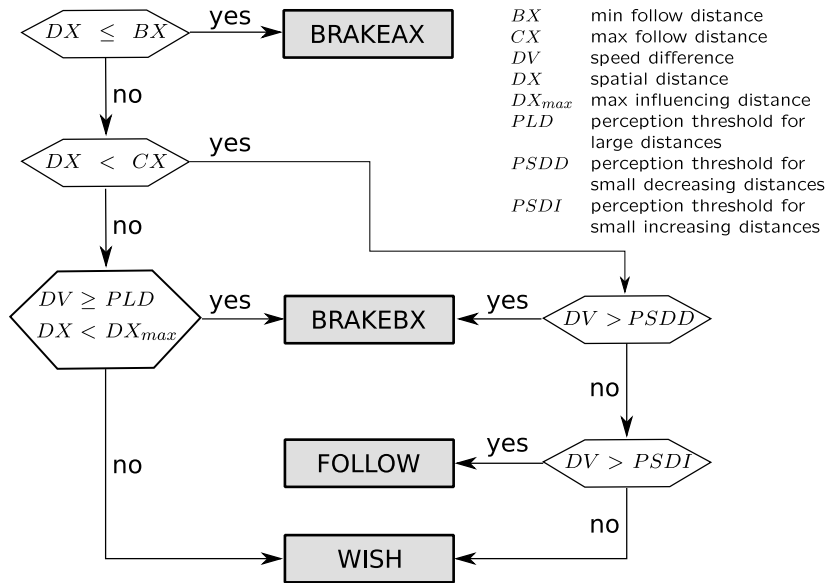 DX ≤ BX
yes
BRAKEAX
no
DX < CX
yes
no
DV ≥ PLD
DX < DX_max
yes
BRAKEBX
yes
DV > PSDD
no
no
FOLLOW
yes
DV > PSDI
no
WISH
BX min follow distance
CX max follow distance
DV speed difference
DX spatial distance
DX_max max influencing distance
PLD perception threshold for
large distances
PSDD perception threshold for
small decreasing distances
PSDI perception threshold for
small increasing distances